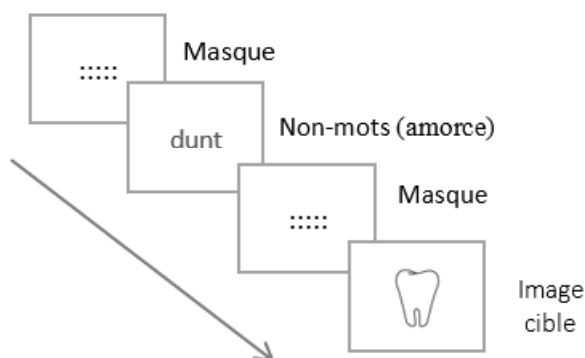 :::::
Masque
dunt
Non-mots (amorce)
:::::
Masque
Image
cible